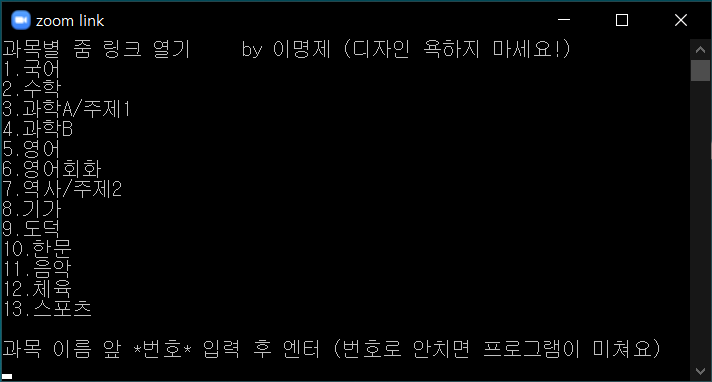 zoom link
과목별 줌 링크 열기 by 이명제 (디자인 욕하지 마세요!)
1.국어
2.수학
3.과학A/주제1
4.과학B
5.영어
6.영어회화
7.역사/주제2
8.기가
9.도덕
10.한문
11.음악
12.체육
13.스포츠
과목 이름 앞 *번호* 입력 후 엔터 (번호로 안치면 프로그램이 미쳐요)